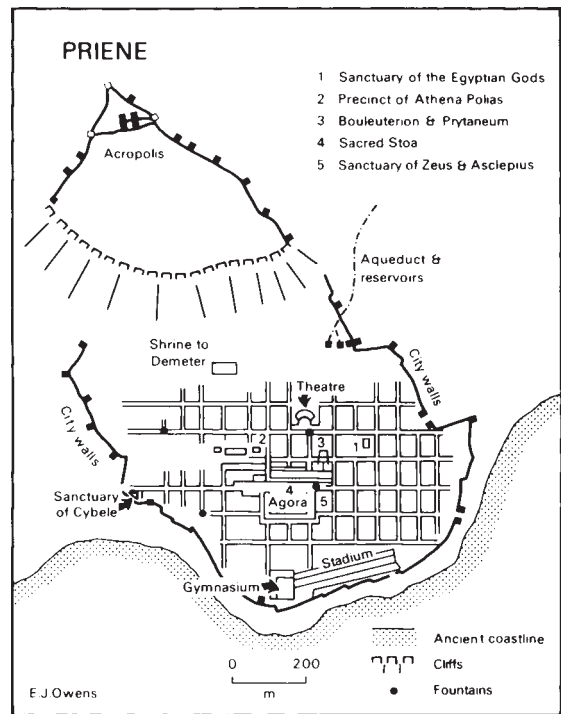 PRIENE
1 Sanctuary of the Egyptian Gods
2 Precinct of Athena Polias
3 Bouleuterion & Prytaneum
4 Sacred Stoa
5 Sanctuary of Zeus & Asclepius
Acropolis
Aqueduct &
reservoirs
Shrine to
Demeter
Theatre
City walls
City walls
2
3
1
4
Agora
5
Sanctuary
of Cybele
Stadium
Gymnasium
Ancient coastline
Cliffs
Fountains
0 200
m
E.J.Owens